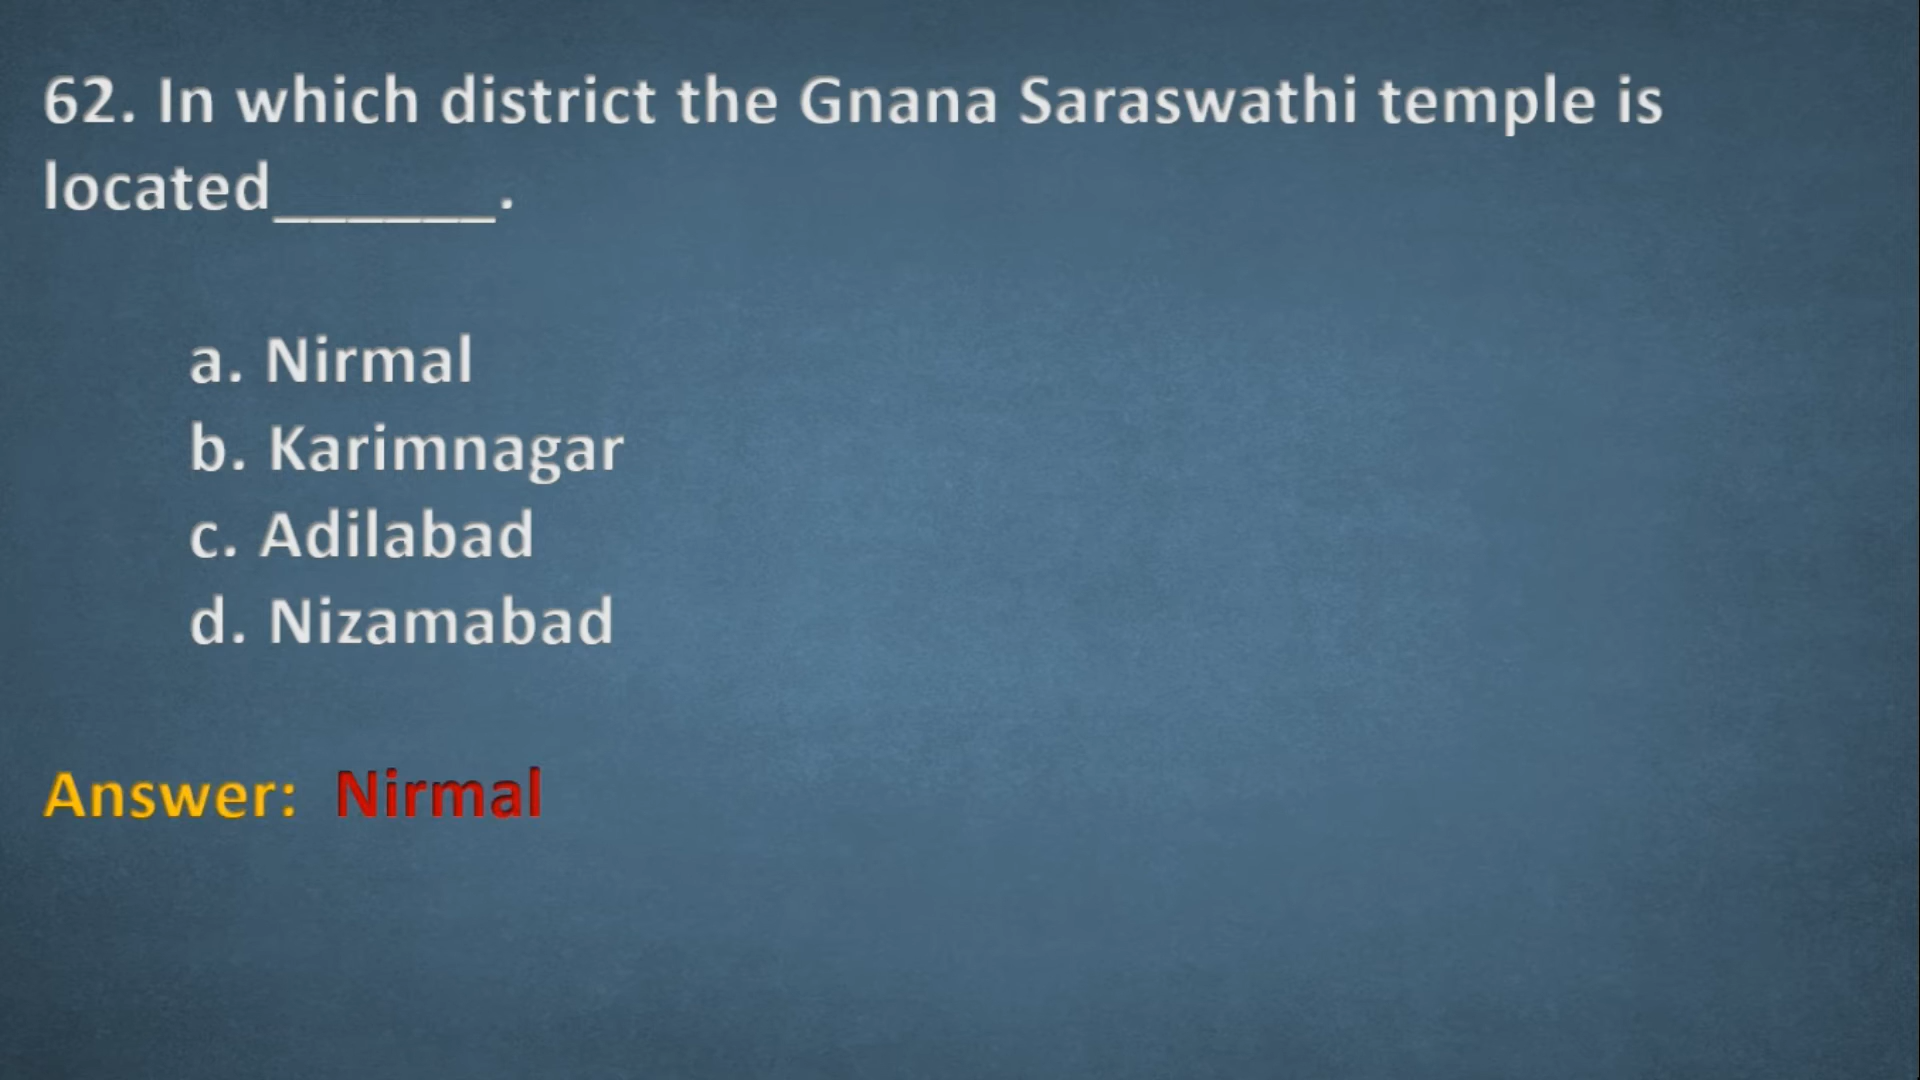 62. In which district the Gnana Saraswathi temple is
located______.
a. Nirmal
b. Karimnagar
c. Adilabad
d. Nizamabad
Answer: Nirmal